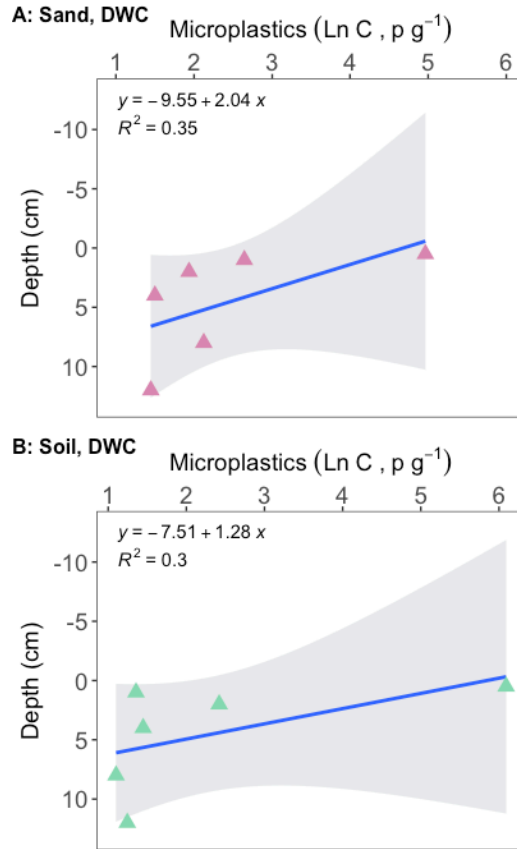 A: Sand, DWC
Microplastics (Ln C , p g⁻¹)
1 2 3 4 5 6
y = −9.55 + 2.04 x
R² = 0.35
-10
-5
0
5
10
Depth (cm)
B: Soil, DWC
Microplastics (Ln C , p g⁻¹)
1 2 3 4 5 6
y = −7.51 + 1.28 x
R² = 0.3
-10
-5
0
5
10
Depth (cm)